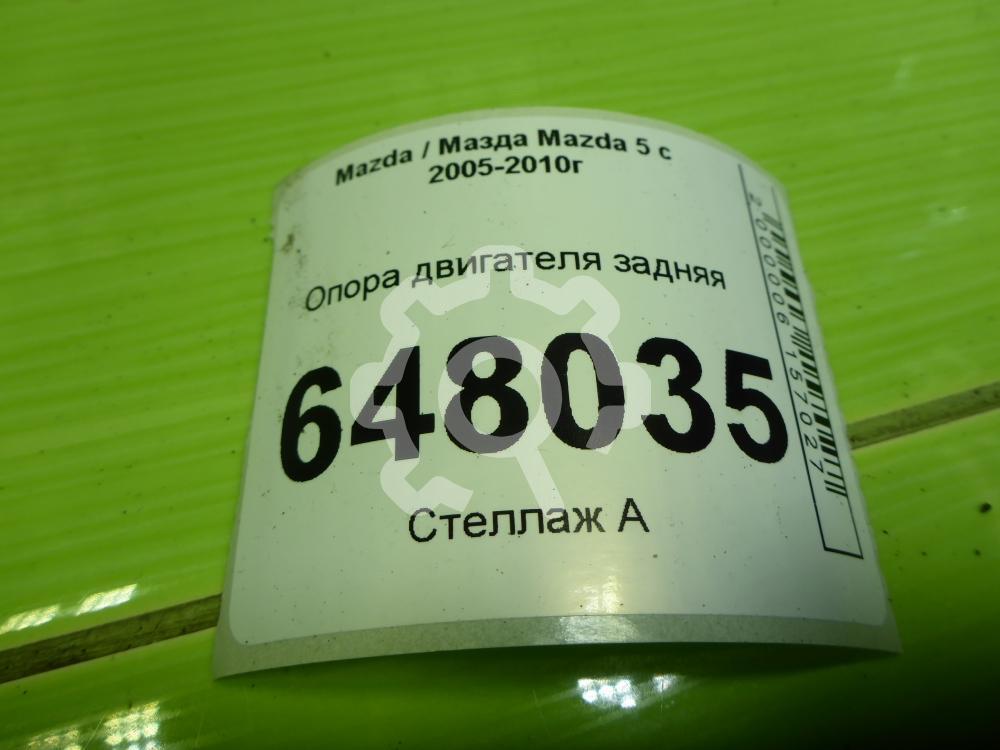 Mazda / Мазда Mazda 5 с
2005-2010г
Опора двигателя задняя
648035
Стеллаж А
2000006157027